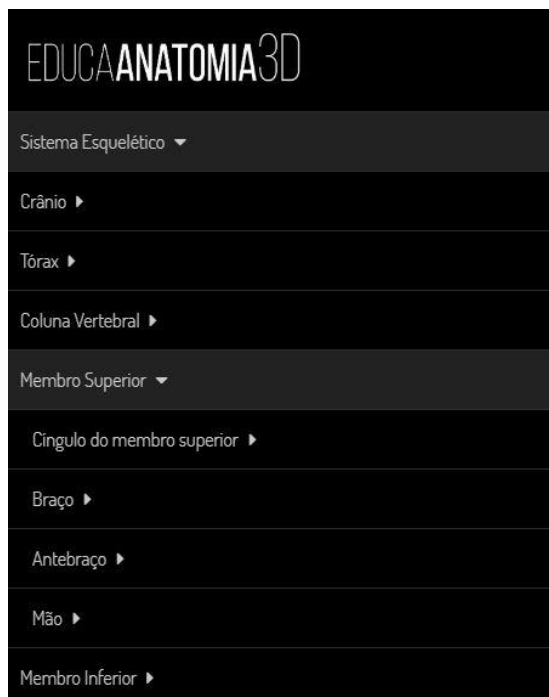 EDUCAANATOMIA3D
Sistema Esquelético
Crânio
Tórax
Coluna Vertebral
Membro Superior
Cíngulo do membro superior
Braço
Antebraço
Mão
Membro Inferior